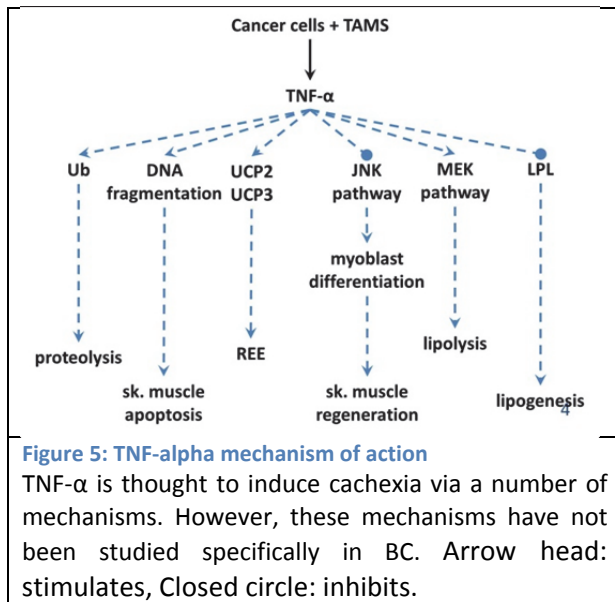 Cancer cells + TAMS
TNF-α
Ub DNA UCP2 JNK MEK LPL
fragmentation UCP3 pathway pathway
myoblast
differentiation
proteolysis REE lipolysis
sk. muscle sk. muscle lipogenesis
apoptosis regeneration 4
Figure 5: TNF-alpha mechanism of action
TNF-α is thought to induce cachexia via a number of
mechanisms. However, these mechanisms have not
been studied specifically in BC. Arrow head:
stimulates, Closed circle: inhibits.